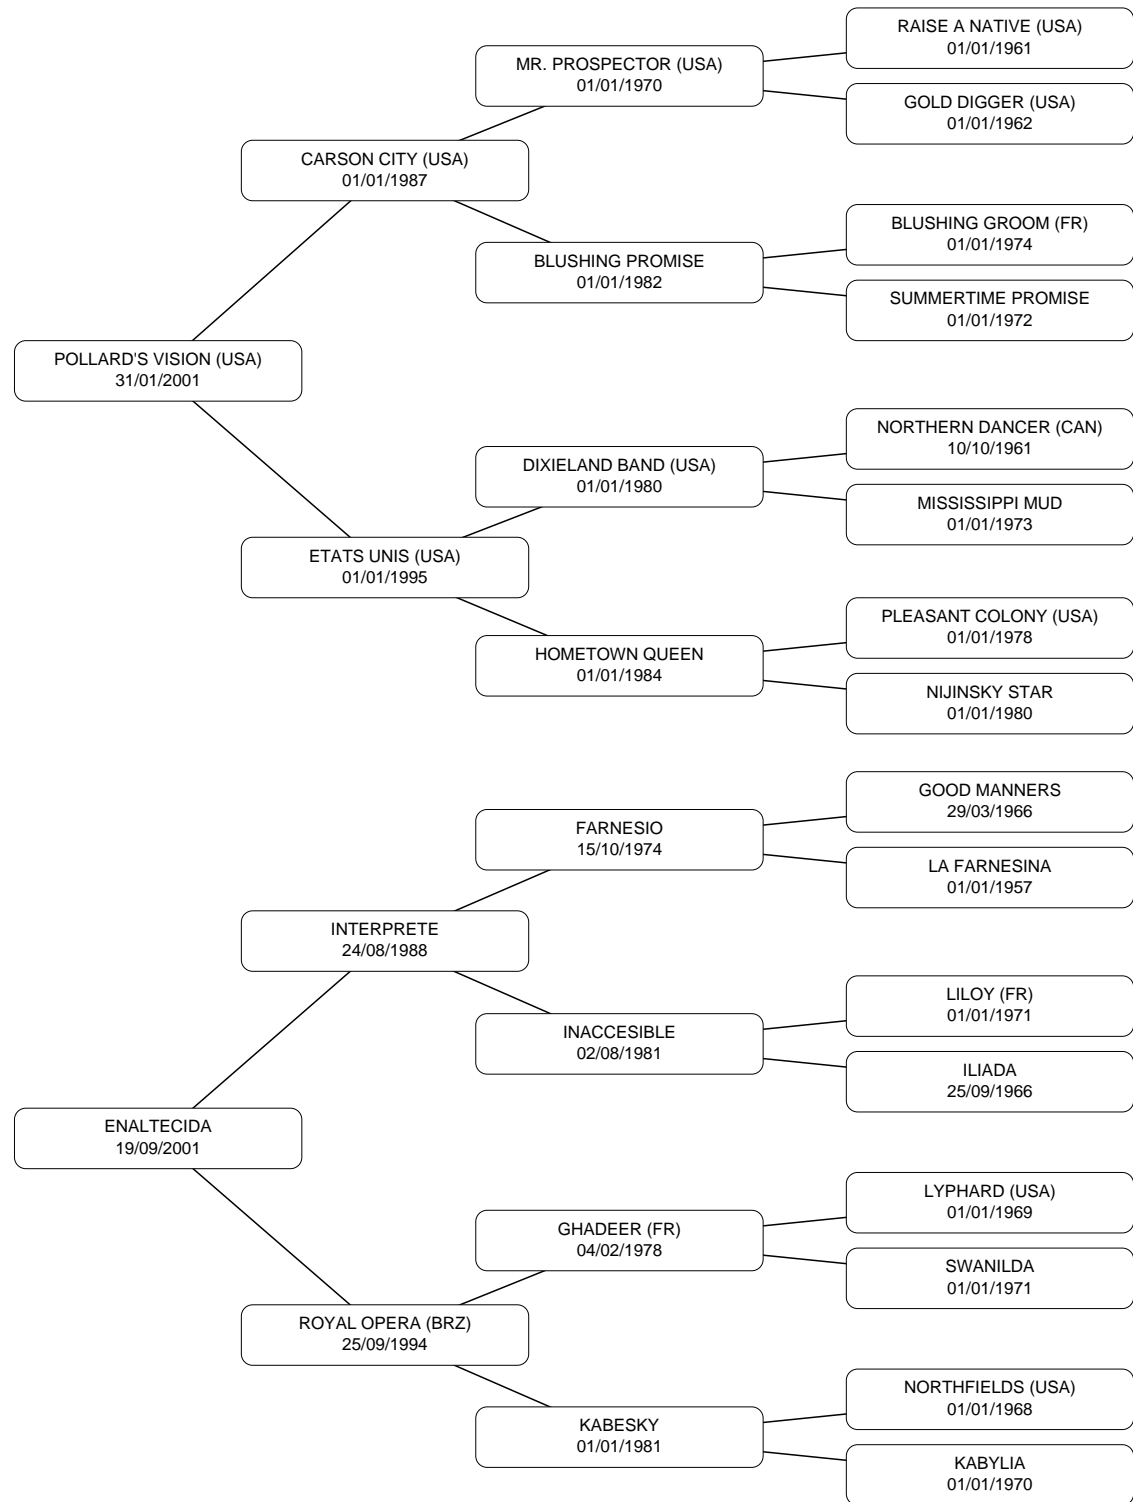 RAISE A NATIVE (USA)
01/01/1961
MR. PROSPECTOR (USA)
01/01/1970
GOLD DIGGER (USA)
01/01/1962
CARSON CITY (USA)
01/01/1987
BLUSHING GROOM (FR)
01/01/1974
BLUSHING PROMISE
01/01/1982
SUMMERTIME PROMISE
01/01/1972
POLLARD'S VISION (USA)
31/01/2001
NORTHERN DANCER (CAN)
10/10/1961
DIXIELAND BAND (USA)
01/01/1980
MISSISSIPPI MUD
01/01/1973
ETATS UNIS (USA)
01/01/1995
PLEASANT COLONY (USA)
01/01/1978
HOMETOWN QUEEN
01/01/1984
NIJINSKY STAR
01/01/1980
GOOD MANNERS
29/03/1966
FARNESIO
15/10/1974
LA FARNESINA
01/01/1957
INTERPRETE
24/08/1988
LILOY (FR)
01/01/1971
INACCESIBLE
02/08/1981
ILIADA
25/09/1966
ENALTECIDA
19/09/2001
LYPHARD (USA)
01/01/1969
GHADEER (FR)
04/02/1978
SWANILDA
01/01/1971
ROYAL OPERA (BRZ)
25/09/1994
NORTHFIELDS (USA)
01/01/1968
KABESKY
01/01/1981
KABYLIA
01/01/1970